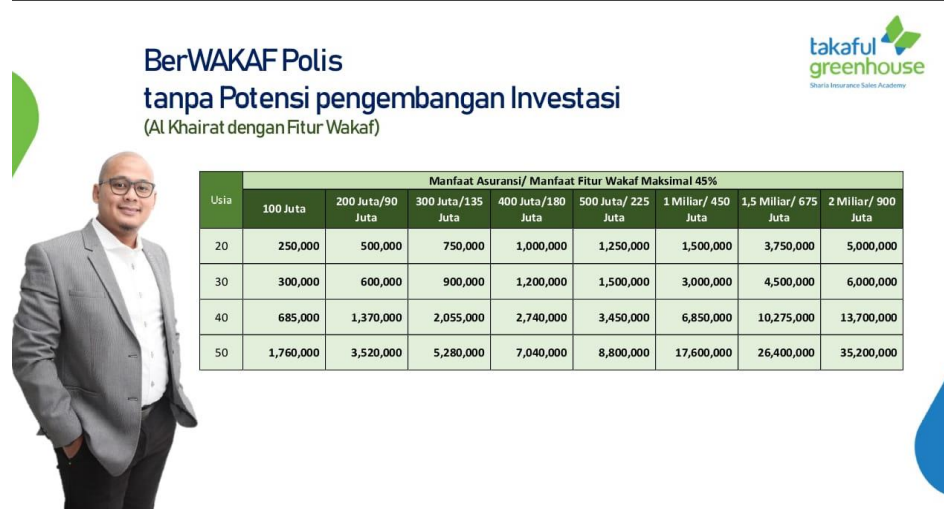 BerWAKAF Polis
tanpa Potensi pengembangan Investasi
(Al Khairat dengan Fitur Wakaf)
takaful
greenhouse
Sharia Insurance Sales Academy
Usia
Manfaat Asuransi/ Manfaat Fitur Wakaf Maksimal 45%
100 Juta
200 Juta/90
Juta
300 Juta/135
Juta
400 Juta/180
Juta
500 Juta/ 225
Juta
1 Miliar/ 450
Juta
1,5 Miliar/ 675
Juta
2 Miliar/ 900
Juta
20 250,000 500,000 750,000 1,000,000 1,250,000 1,500,000 3,750,000 5,000,000
30 300,000 600,000 900,000 1,200,000 1,500,000 3,000,000 4,500,000 6,000,000
40 685,000 1,370,000 2,055,000 2,740,000 3,450,000 6,850,000 10,275,000 13,700,000
50 1,760,000 3,520,000 5,280,000 7,040,000 8,800,000 17,600,000 26,400,000 35,200,000